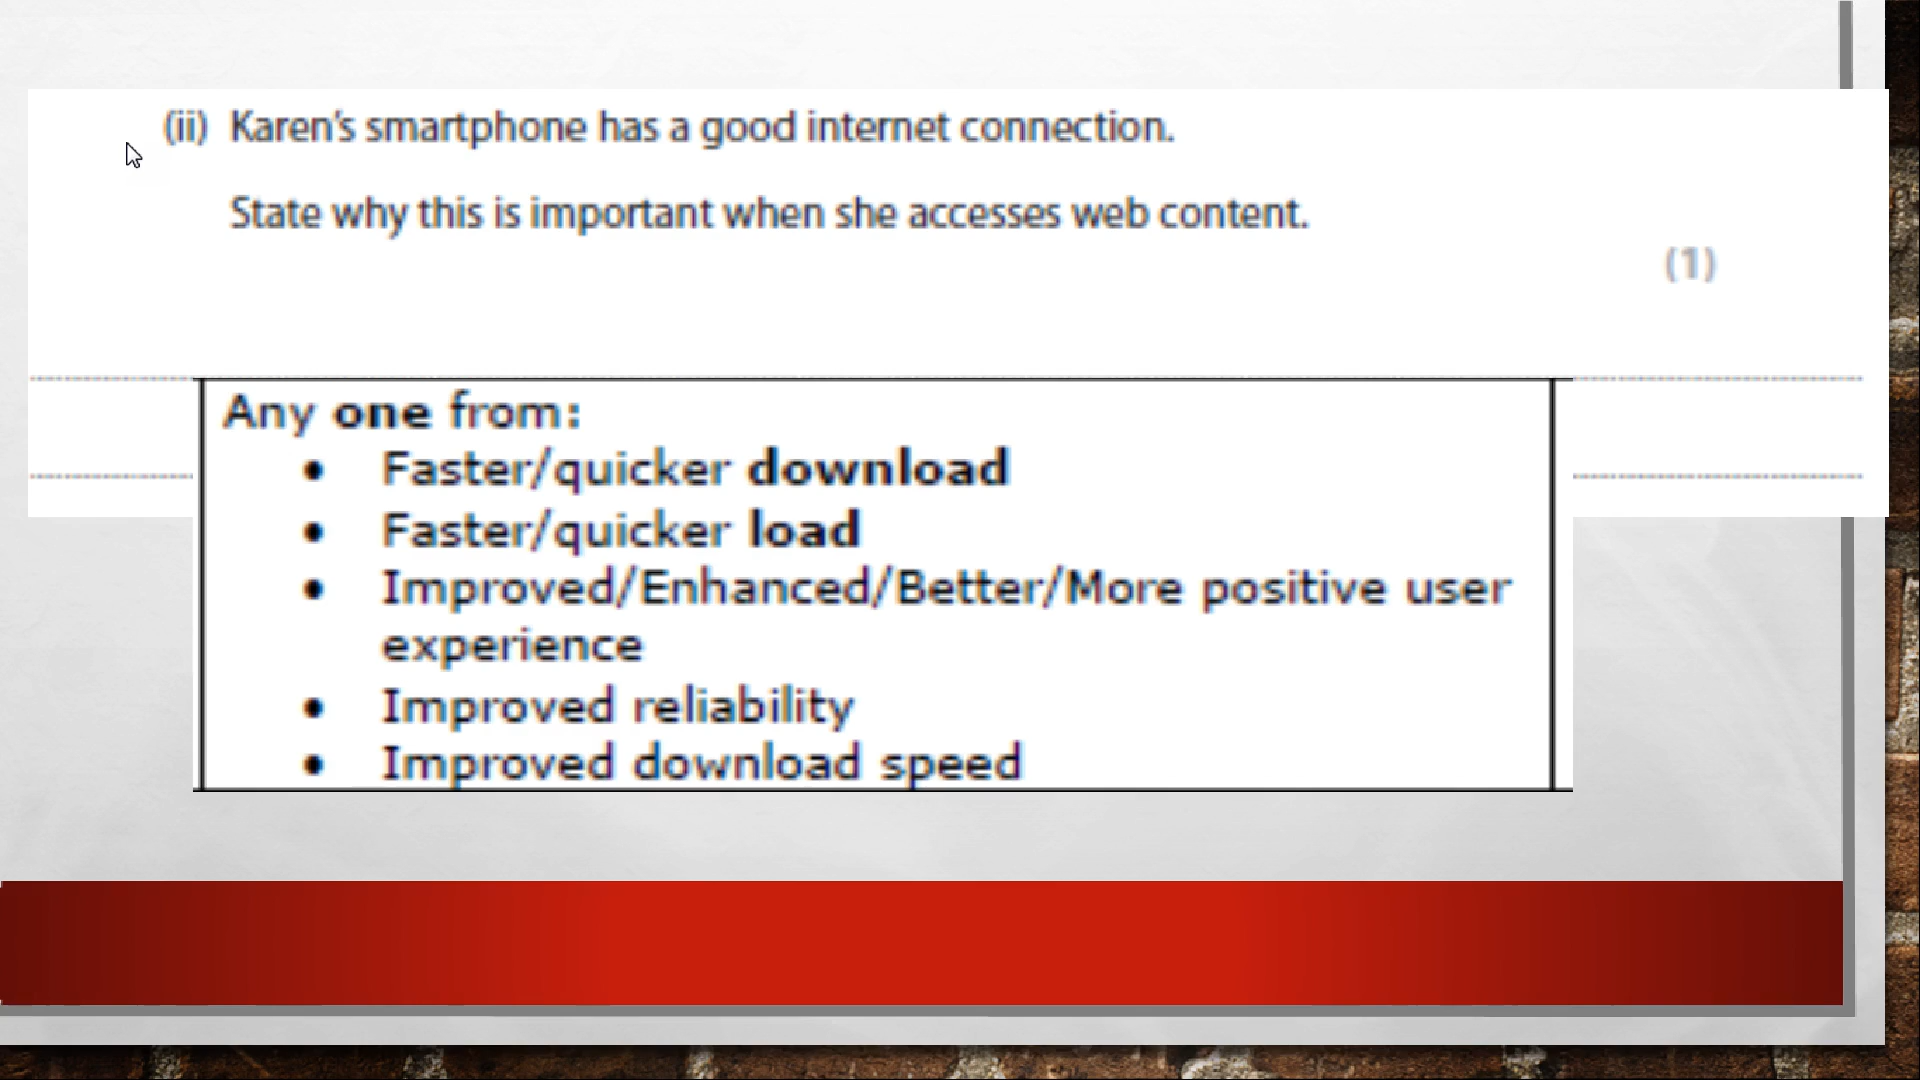 (ii) Karen's smartphone has a good internet connection.
State why this is important when she accesses web content.
(1)
Any one from:
• Faster/quicker download
• Faster/quicker load
• Improved/Enhanced/Better/More positive user
experience
• Improved reliability
• Improved download speed